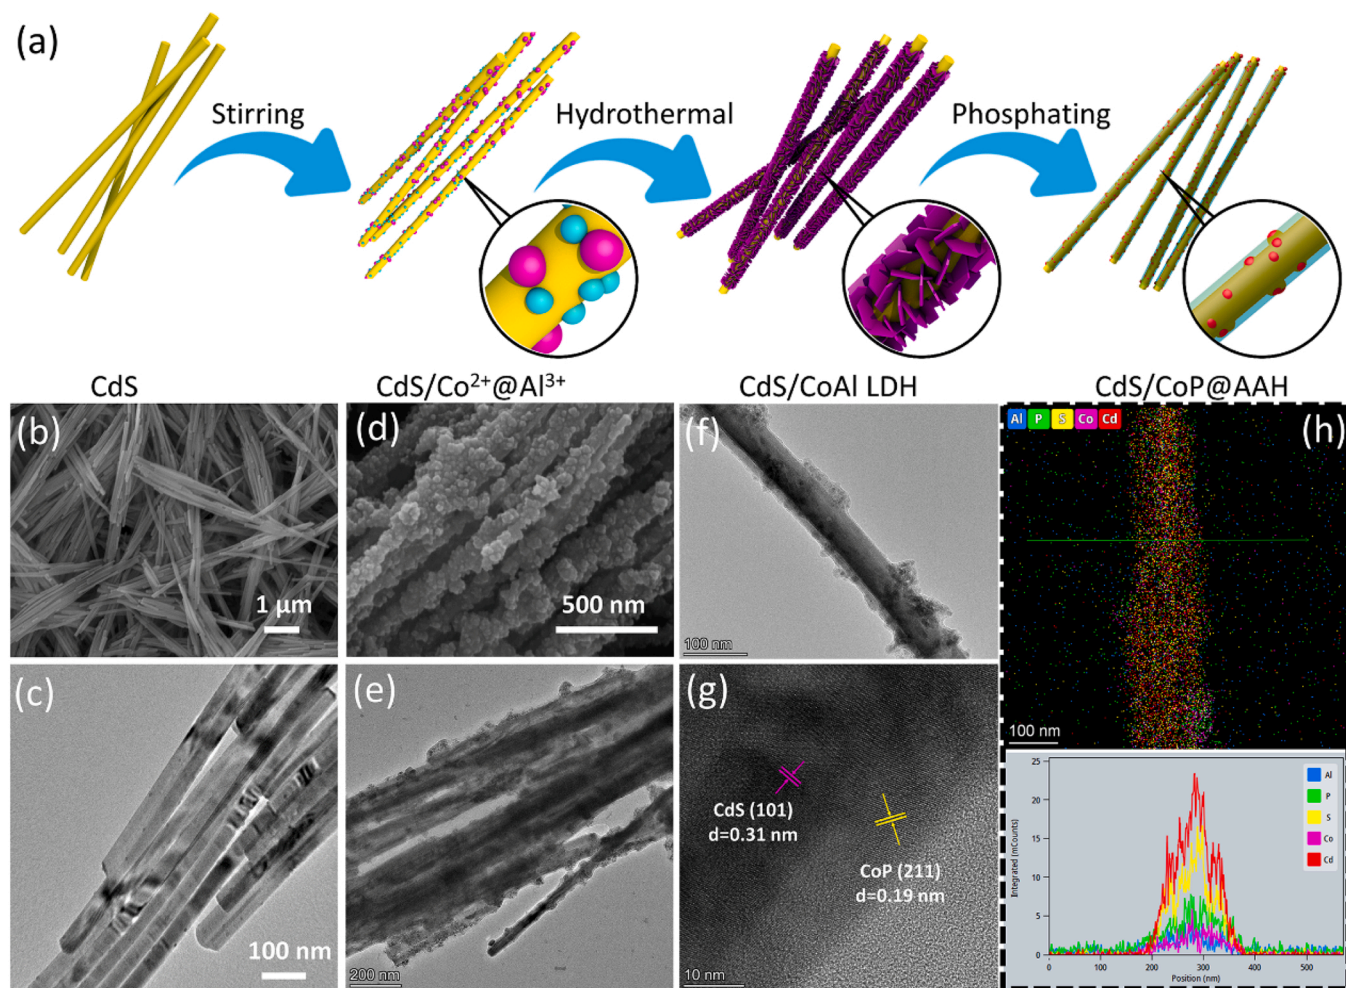 (a)
Stirring
Hydrothermal
Phosphating
CdS
CdS/Co²⁺@Al³⁺
CdS/CoAl LDH
CdS/CoP@AAH
(b)
1 μm
(d)
500 nm
(f)
100 nm
Al P S Co Cd
(h)
100 nm
(c)
100 nm
(e)
200 nm
(g)
CdS (101)
d=0.31 nm
CoP (211)
d=0.19 nm
10 nm
Integrated (mCounts)
25
20
15
10
5
0
0 100 200 300 400 500
Position (nm)
Al
P
S
Co
Cd